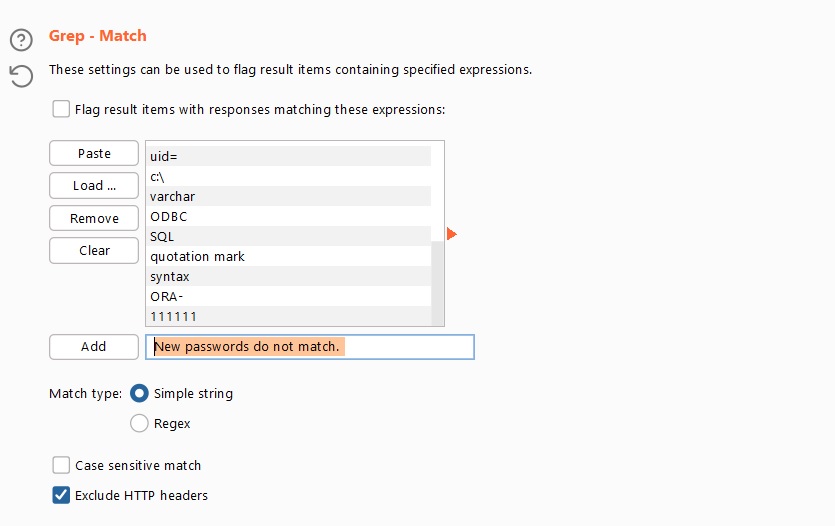 Grep - Match
These settings can be used to flag result items containing specified expressions.
Flag result items with responses matching these expressions:
Paste
Load ...
Remove
Clear
uid=
c:\
varchar
ODBC
SQL
quotation mark
syntax
ORA-
111111
Add
New passwords do not match.
Match type:
Simple string
Regex
Case sensitive match
Exclude HTTP headers